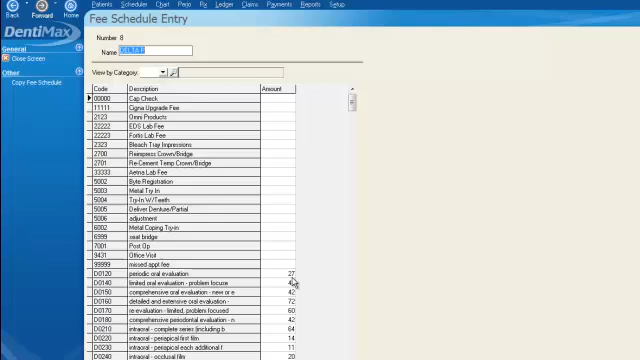 Back Forward Home Patients Scheduler Chart Perio Rx Ledger Claims Payments Setup
DentiMax
General
Close Screen
Other
Copy Fee Schedule
Fee Schedule Entry
Number 8
Name DELTA P
View by Category:
Code Description Amount
00000 Cap Check
11111 Cigna Upgrade Fee
2123 Omni Products
22222 EDS Lab Fee
22223 Fortis Lab Fee
2323 Bleach Tray Impressions
2700 Reimpress Crown/Bridge
2701 Re-Cement Temp Crown/Bridge
33333 Aetna Lab Fee
5002 Byte Registration
5003 Metal Try In
5004 Try-In W/Teeth
5005 Deliver Denture/Partial
5006 adjustment
6002 Metal Coping Try-in
6999 seat bridge
7001 Post Op
9431 Office Visit
99999 missed appt fee
D0120 periodic oral evaluation 27
D0140 limited oral evaluation - problem focuse
D0150 comprehensive oral evaluation - new or e 42
D0160 detailed and extensive oral evaluation - 72
D0170 re-evaluation - limited, problem focused 60
D0180 comprehensive periodontal evaluation - n 42
D0210 intraoral - complete series (including b 64
D0220 intraoral - periapical first film 14
D0230 intraoral - periapical each additional f 11
D0240 intraoral - occlusal film 20